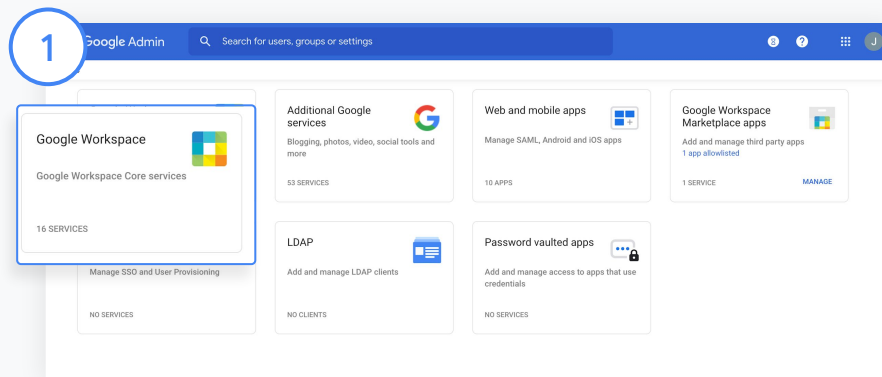 1
Google Admin
Search for users, groups or settings
8
?
J
Google Workspace
Google Workspace Core services
16 SERVICES
Additional Google
services
Blogging, photos, video, social tools and
more
53 SERVICES
Web and mobile apps
Manage SAML, Android and iOS apps
10 APPS
Google Workspace
Marketplace apps
Add and manage third party apps
1 app allowlisted
1 SERVICE
MANAGE
Manage SSO and User Provisioning
NO SERVICES
LDAP
Add and manage LDAP clients
NO CLIENTS
Password vaulted apps
Add and manage access to apps that use
credentials
NO SERVICES